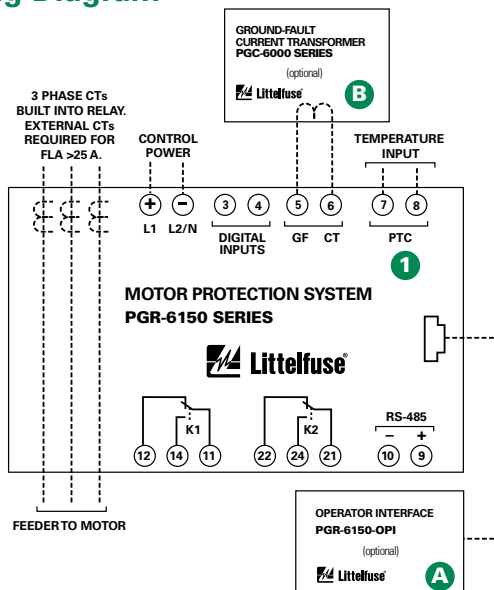 g Diagram
GROUND-FAULT
CURRENT TRANSFORMER
PGC-6000 SERIES
(optional)
Littelfuse®
B
3 PHASE CTs
BUILT INTO RELAY.
EXTERNAL CTs
REQUIRED FOR
FLA >25 A.
CONTROL
POWER
TEMPERATURE
INPUT
+ – 3 4 5 6 7 8
L1 L2/N
DIGITAL
INPUTS
GF CT
PTC
1
MOTOR PROTECTION SYSTEM
PGR-6150 SERIES
Littelfuse®
K1
K2
RS-485
– +
12 14 11 22 24 21 10 9
FEEDER TO MOTOR
OPERATOR INTERFACE
PGR-6150-OPI
(optional)
Littelfuse®
A